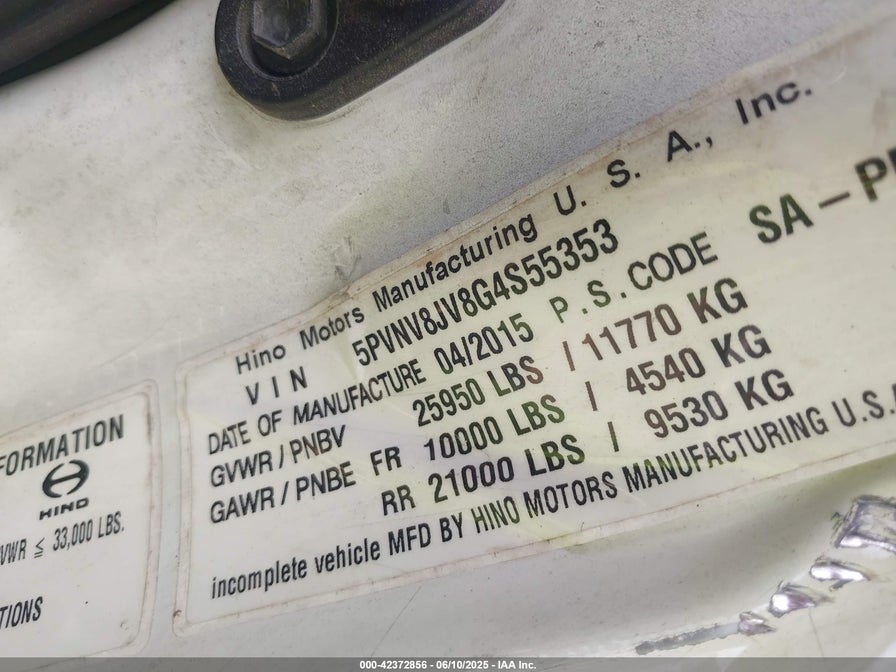 Hino Motors Manufacturing U. S. A., Inc.
VIN 5PVNV8JV8G4S55353
DATE OF MANUFACTURE 04/2015 P.S.CODE SA-P
GVWR / PNBV 25950 LBS / 11770 KG
GAWR / PNBE FR 10000 LBS / 4540 KG
RR 21000 LBS / 9530 KG
incomplete vehicle MFD BY HINO MOTORS MANUFACTURING U.S.A
FORMATION
HINO
VWR ≦ 33,000 LBS.
TIONS
000-42372856 - 06/10/2025 - IAA Inc.